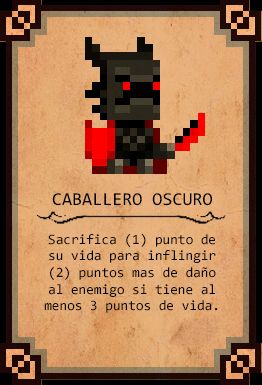 CABALLERO OSCURO
Sacrifica (1) punto de
su vida para inflingir
(2) puntos mas de daño
al enemigo si tiene al
menos 3 puntos de vida.